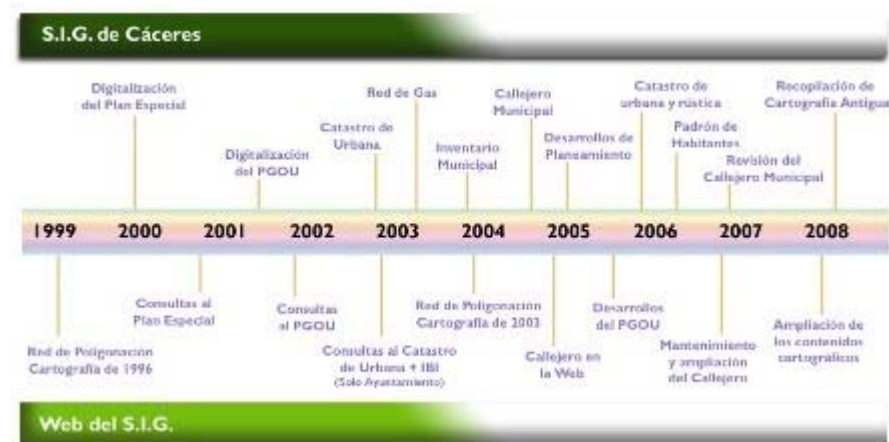 S.I.G. de Cáceres
Digitalización
del Plan Especial
Digitalización
del PGOU
Catastro de
Urbana
Red de Gas
Inventario
Municipal
Callejero
Municipal
Desarrollos de
Planeamiento
Catastro de
urbana y rústica
Padrón de
Habitantes
Revisión del
Callejero Municipal
Recopilación de
Cartografía Antigua
1999 2000 2001 2002 2003 2004 2005 2006 2007 2008
Red de Poligonación
Cartografía de 1996
Consultas al
Plan Especial
Consultas
al PGOU
Consultas al Catastro
de Urbana + IBI
(Solo Ayuntamiento)
Red de Poligonación
Cartografía de 2003
Callejero en
la Web
Desarrollos
del PGOU
Mantenimiento
y ampliación
del Callejero
Ampliación de
los contenidos
cartográficos
Web del S.I.G.